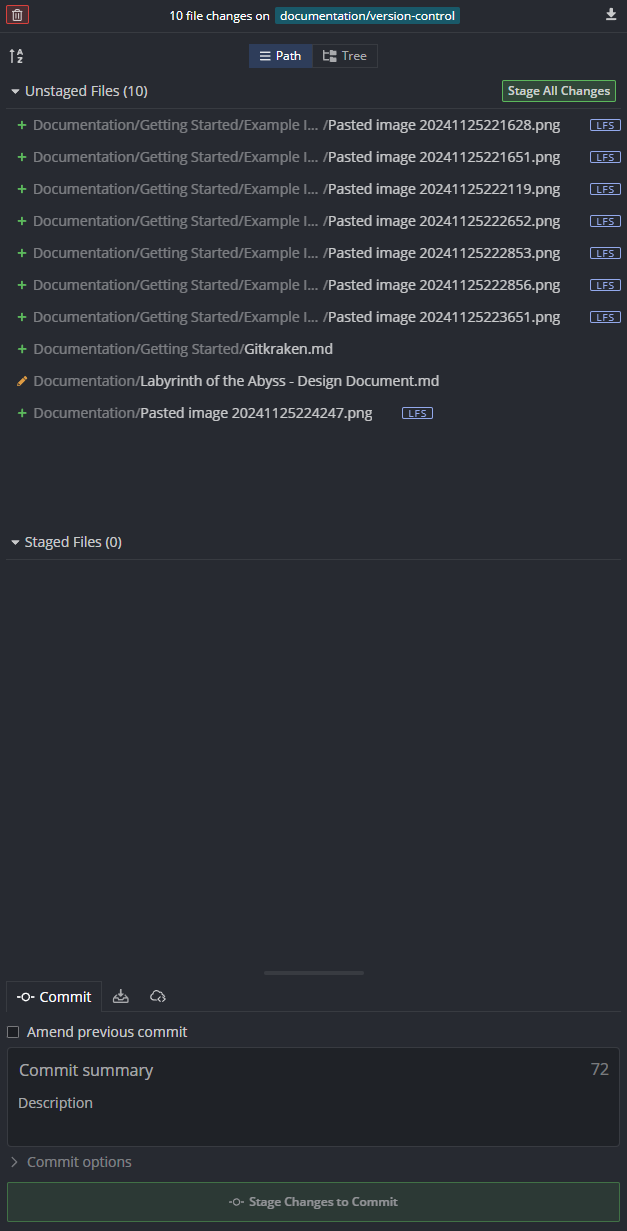 10 file changes on documentation/version-control
A
Z
Path Tree
Unstaged Files (10) Stage All Changes
Documentation/Getting Started/Example I... /Pasted image 20241125221628.png LFS
Documentation/Getting Started/Example I... /Pasted image 20241125221651.png LFS
Documentation/Getting Started/Example I... /Pasted image 20241125222119.png LFS
Documentation/Getting Started/Example I... /Pasted image 20241125222652.png LFS
Documentation/Getting Started/Example I... /Pasted image 20241125222853.png LFS
Documentation/Getting Started/Example I... /Pasted image 20241125222856.png LFS
Documentation/Getting Started/Example I... /Pasted image 20241125223651.png LFS
Documentation/Getting Started/Gitkraken.md
Documentation/Labyrinth of the Abyss - Design Document.md
Documentation/Pasted image 20241125224247.png LFS
Staged Files (0)
Commit
Amend previous commit
Commit summary 72
Description
Commit options
Stage Changes to Commit